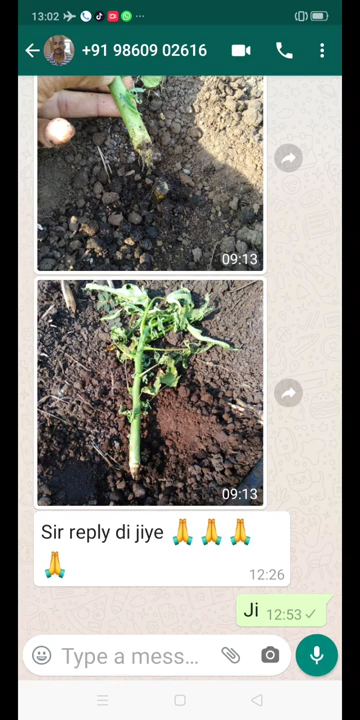 13:02
+91 98609 02616
09:13
09:13
Sir reply di jiye 🙏 🙏 🙏
🙏
12:26
Ji 12:53
Type a mess...